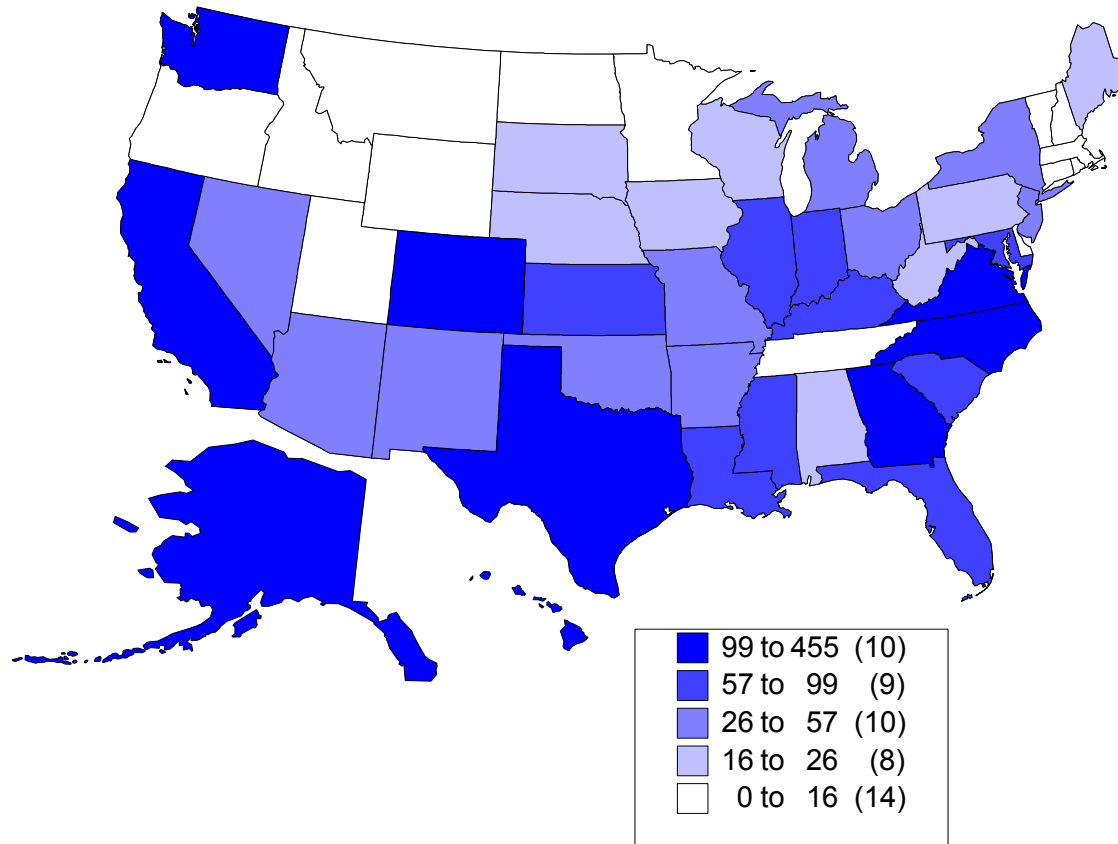 99 to 455 (10)
57 to 99 (9)
26 to 57 (10)
16 to 26 (8)
0 to 16 (14)